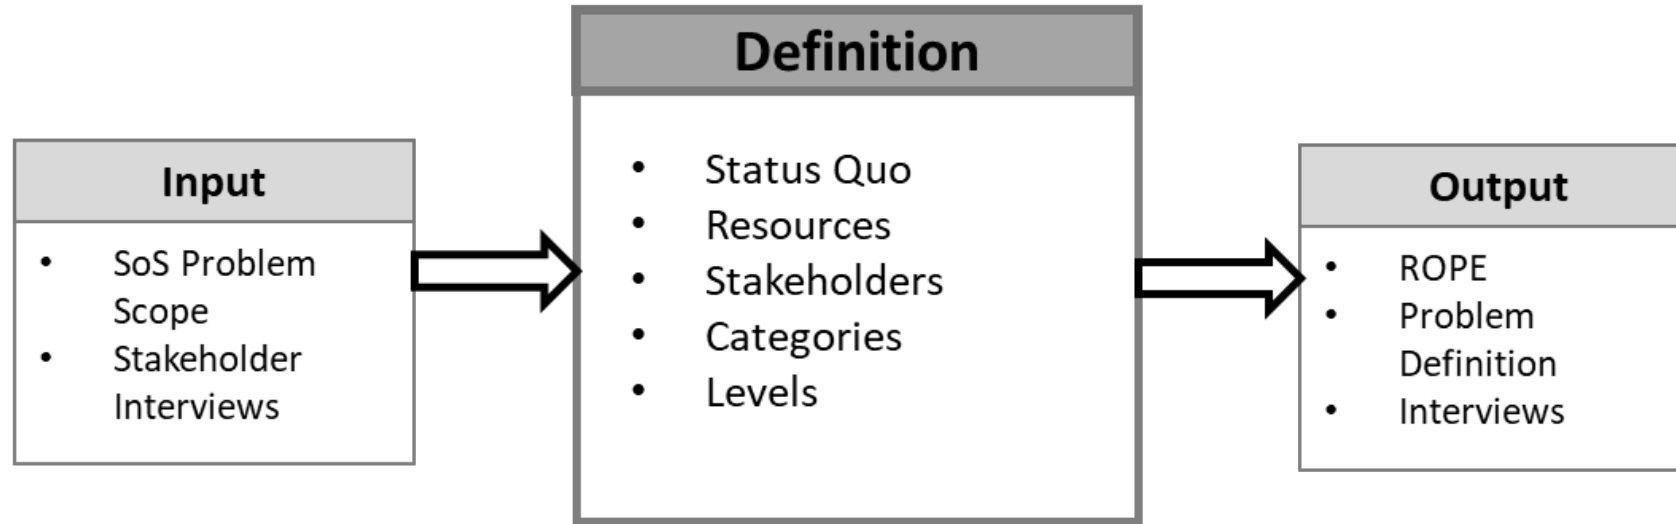 Input
• SoS Problem
Scope
• Stakeholder
Interviews
Definition
• Status Quo
• Resources
• Stakeholders
• Categories
• Levels
Output
• ROPE
• Problem
Definition
• Interviews